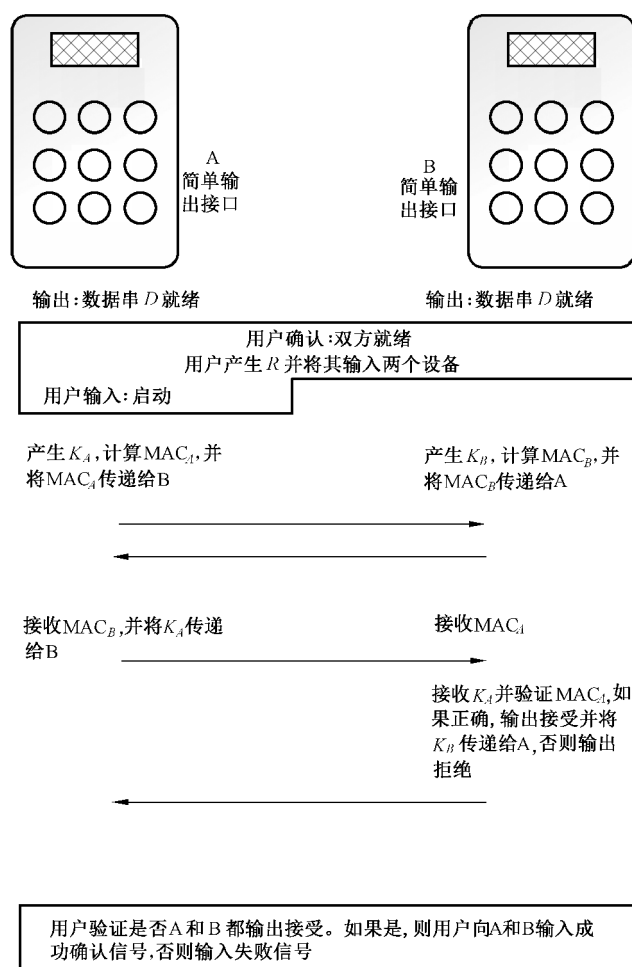 A
简单输
出接口
B
简单输
出接口
输出:数据串D就绪
输出:数据串D就绪
用户确认:双方就绪
用户产生R并将其输入两个设备
用户输入:启动
产生K_A,计算MAC_A,并
将MAC_A传递给B
产生K_B,计算MAC_B,并
将MAC_B传递给A
接收MAC_B,并将K_A传递
给B
接收MAC_A
接收K_A并验证MAC_A,如
果正确,输出接受并将
K_B传递给A,否则输出
拒绝
用户验证是否A和B都输出接受。如果是,则用户向A和B输入成
功确认信号,否则输入失败信号